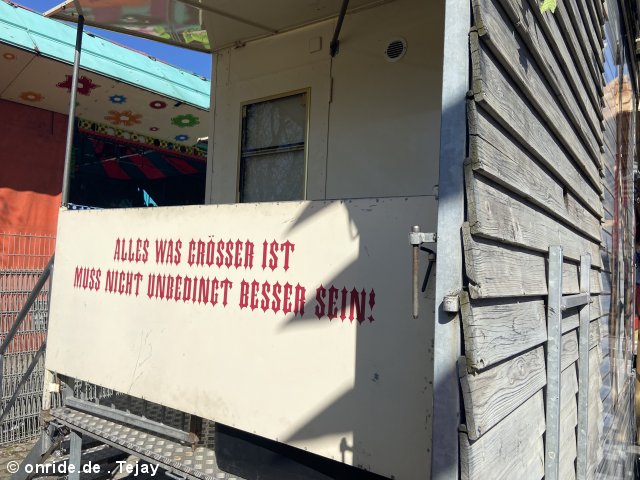 ALLES WAS GRÖSSER IST
MUSS NICHT UNBEDINGT BESSER SEIN!
© onride.de . Tejay